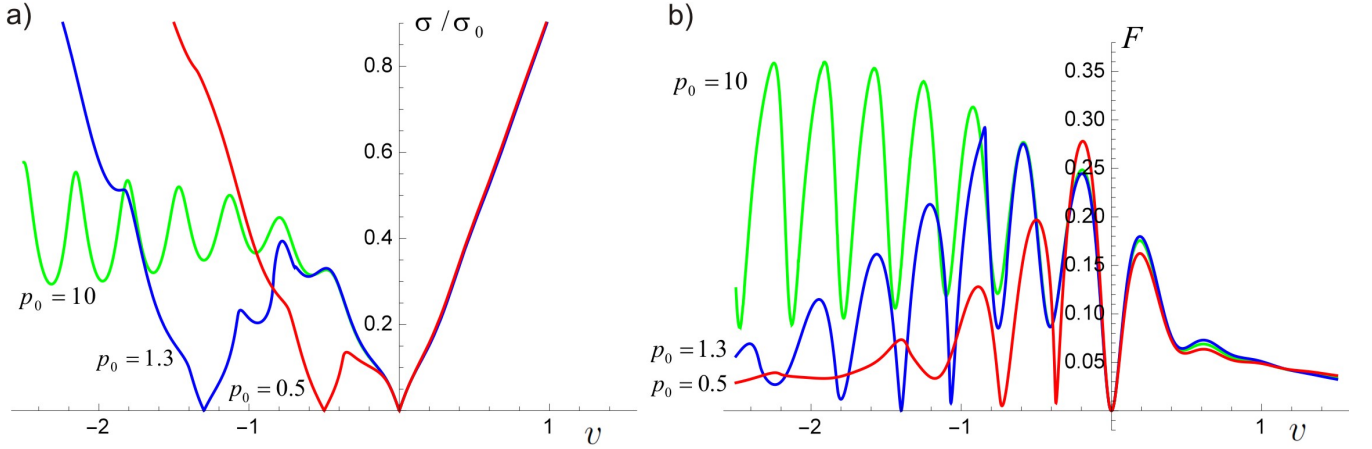 a)
σ / σ₀
0.8
0.6
0.4
0.2
p₀ = 10
p₀ = 1.3
p₀ = 0.5
−2
−1
1
v
b)
F
0.35
0.30
0.25
0.20
0.15
0.10
0.05
p₀ = 10
p₀ = 1.3
p₀ = 0.5
−2
−1
1
v